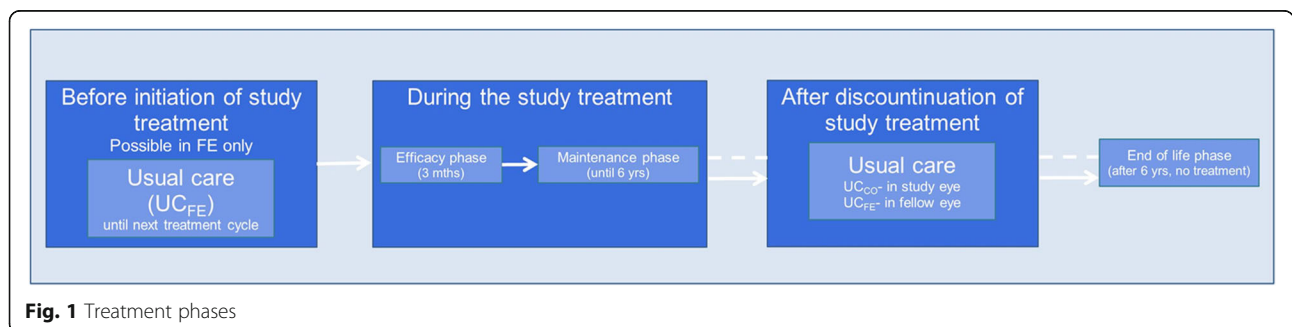 Before initiation of study
treatment
Possible in FE only
Usual care
(UCFE)
until next treatment cycle
During the study treatment
Efficacy phase
(3 mths)
Maintenance phase
(until 6 yrs)
After discountinuation of
study treatment
Usual care
UCCO- in study eye
UCFE- in fellow eye
End of life phase
(after 6 yrs, no treatment)
Fig. 1 Treatment phases